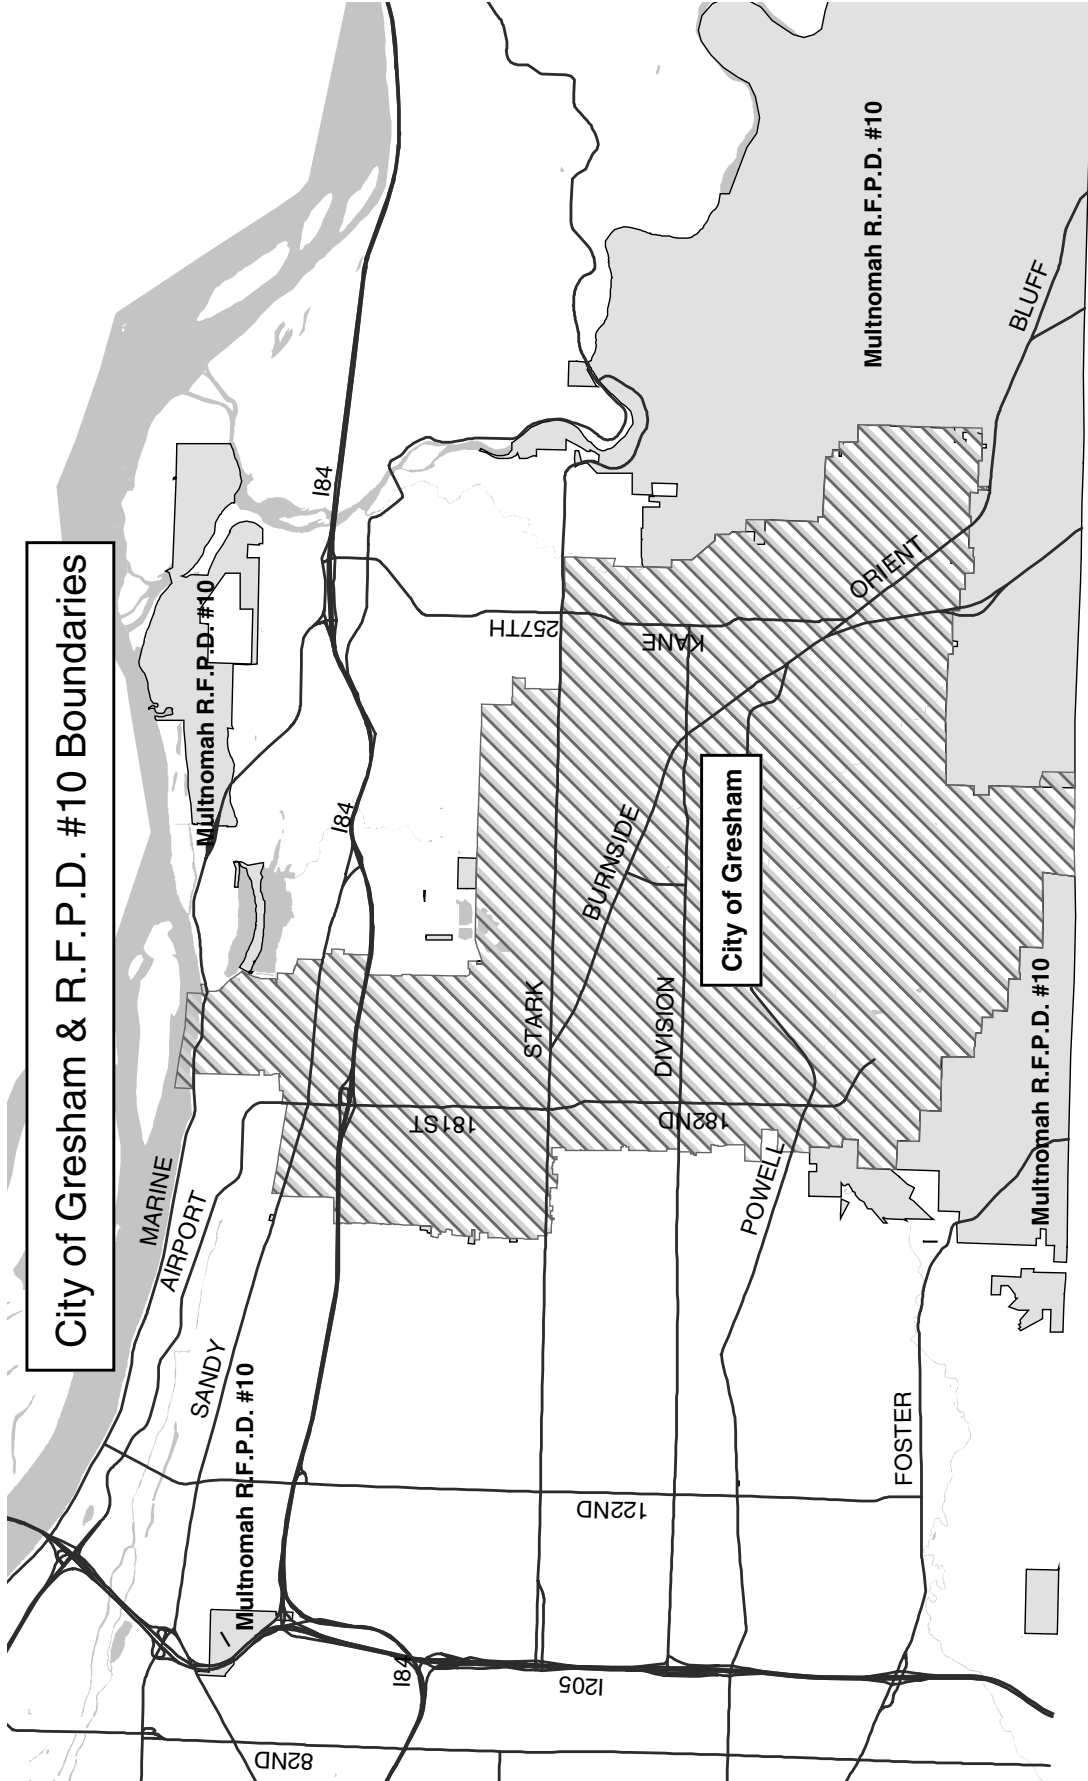 City of Gresham & R.F.P.D. #10 Boundaries
MARINE
AIRPORT
SANDY
Multnomah R.F.P.D. #10
Multnomah R.F.P.D. #10
I84
I84
I84
181ST
257TH
STARK
BURNSIDE
DIVISION
182ND
KANE
City of Gresham
POWELL
ORIENT
BLUFF
Multnomah R.F.P.D. #10
Multnomah R.F.P.D. #10
FOSTER
122ND
I205
82ND